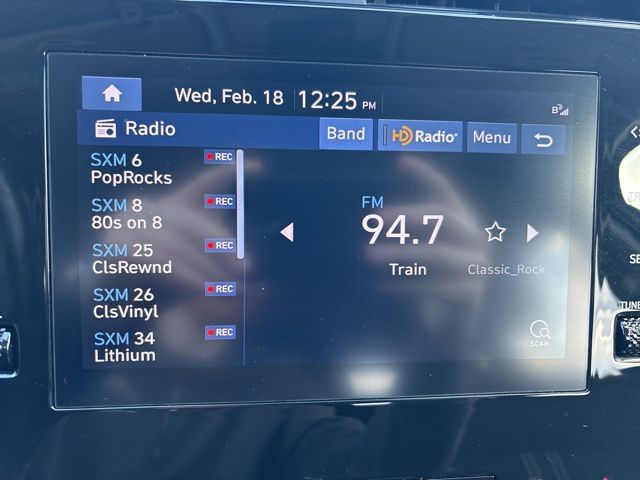 Wed, Feb. 18 12:25 PM
B
Radio
Band
HD Radio
Menu
SXM 6
REC
PopRocks
SXM 8
REC
80s on 8
SXM 25
REC
ClsRewnd
SXM 26
REC
ClsVinyl
SXM 34
REC
Lithium
FM
94.7
Train
Classic_Rock
SCAN
TUNE